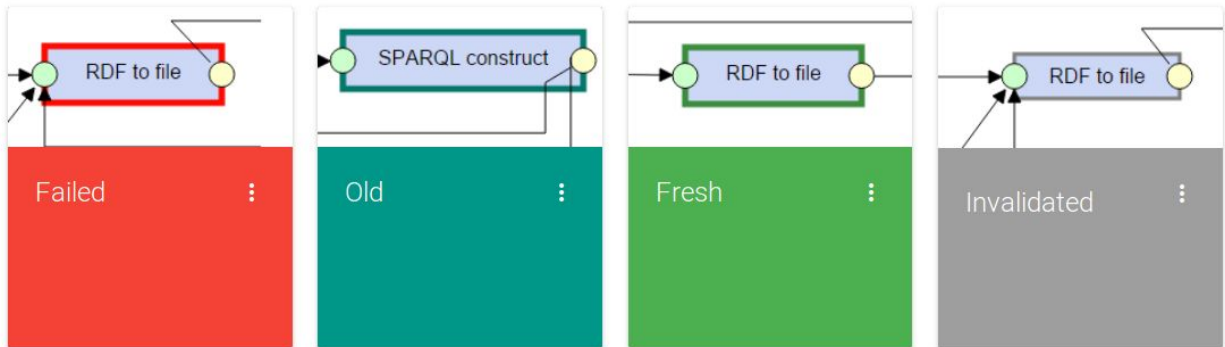 RDF to file
SPARQL construct
RDF to file
RDF to file
Failed
Old
Fresh
Invalidated